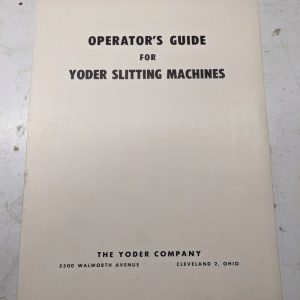 OPERATOR'S GUIDE
FOR
YODER SLITTING MACHINES
THE YODER COMPANY
5500 WALWORTH AVENUE CLEVELAND 2, OHIO